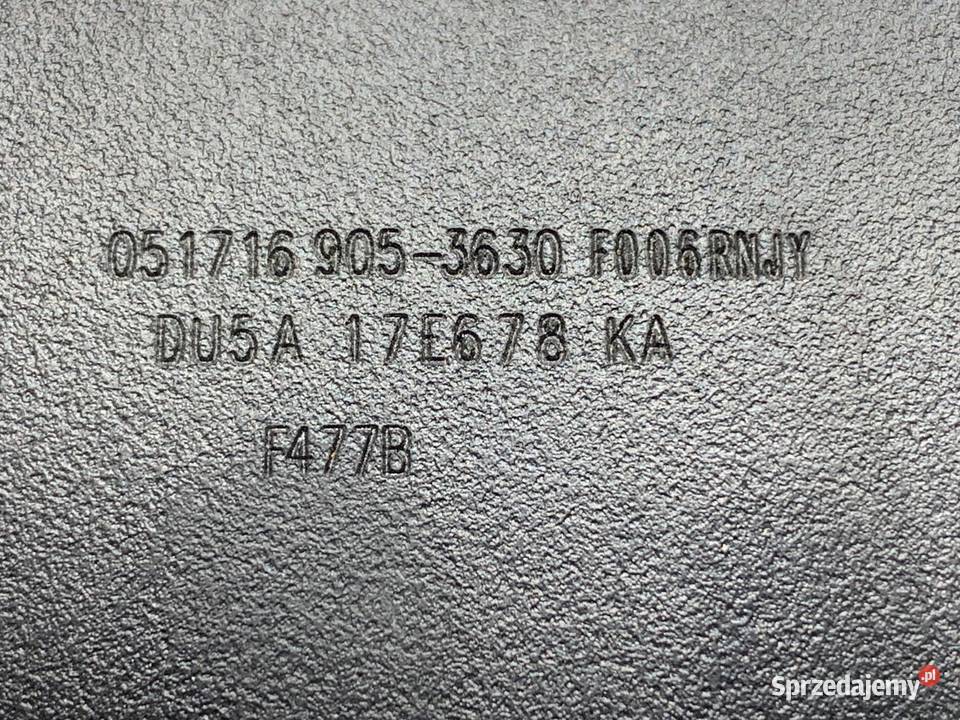 051716 905-3630 F006RNJY
DU5A 17E678 KA
F477B
Sprzedajemy.pl